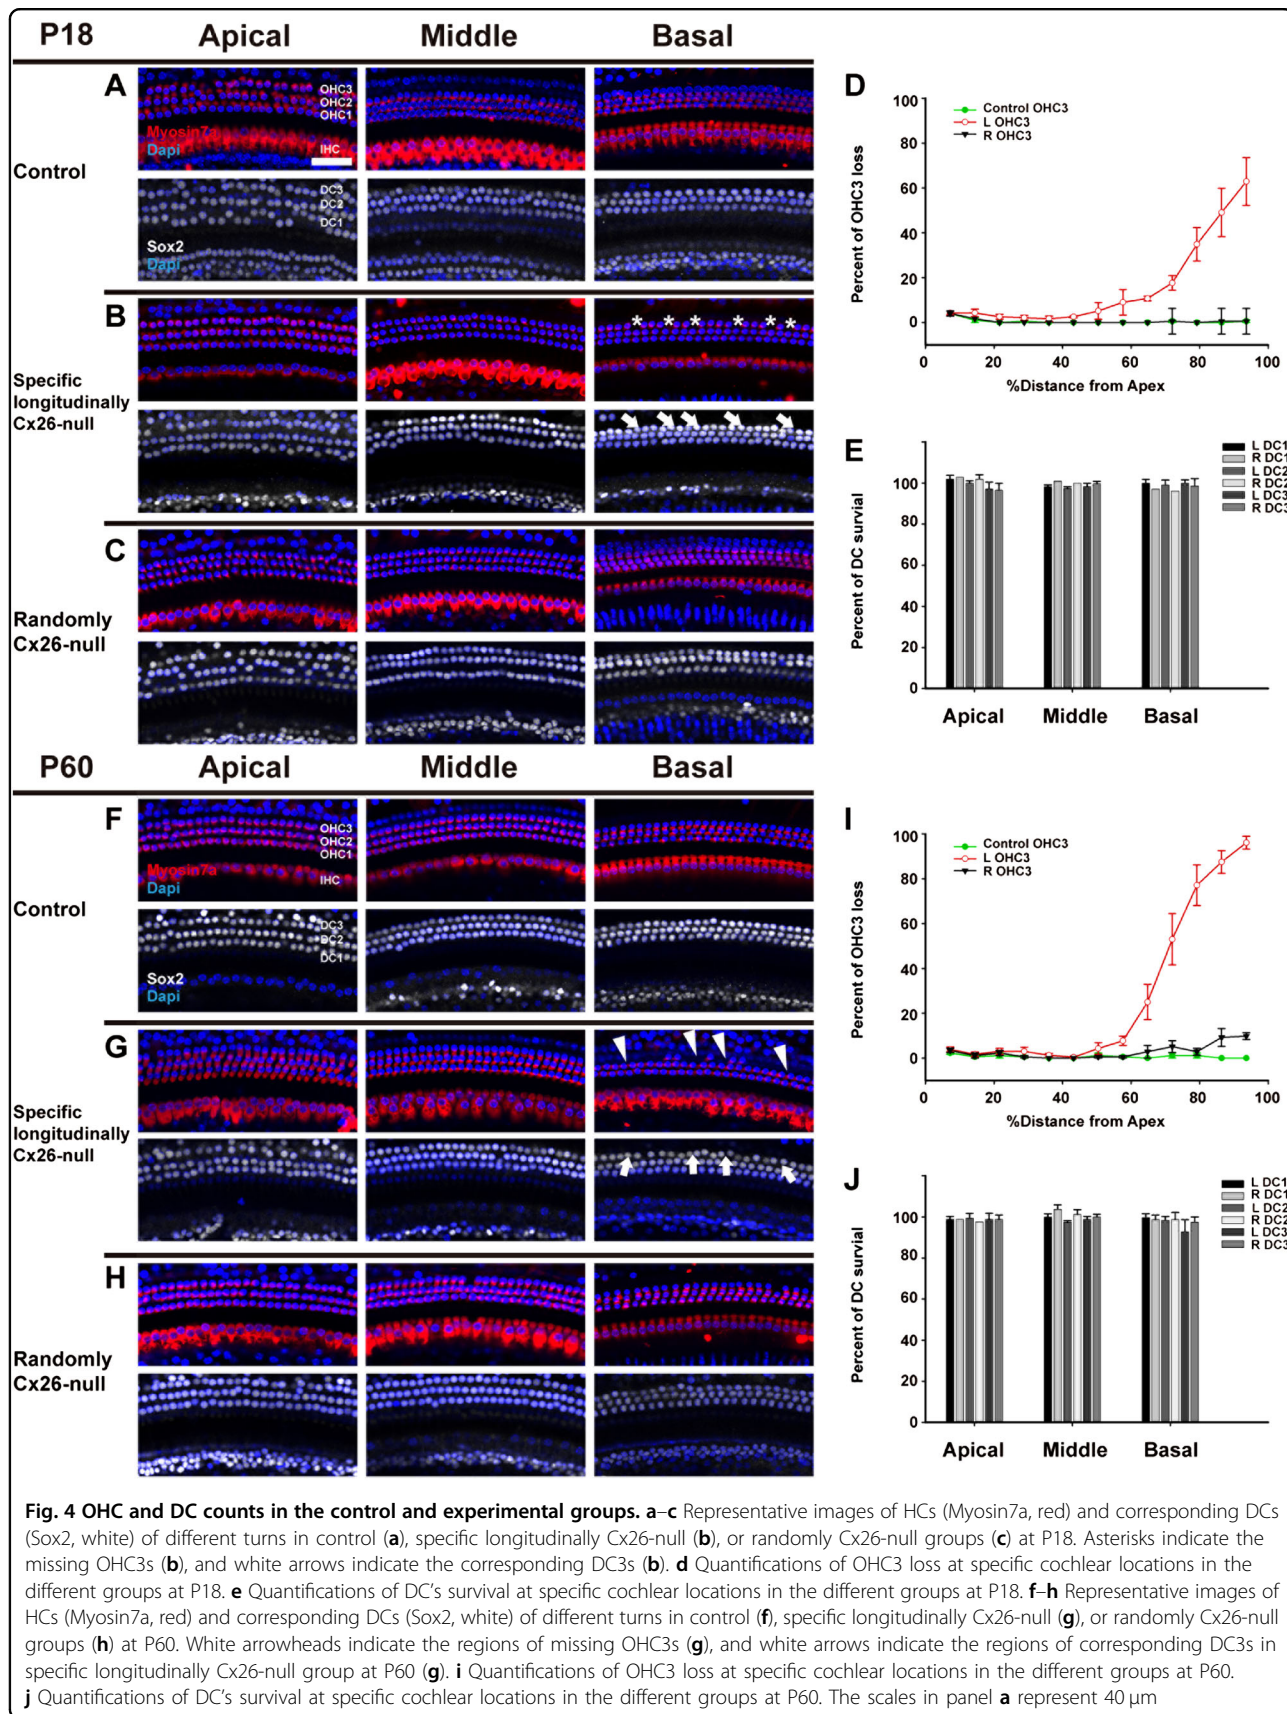 P18 Apical Middle Basal
A
OHC3
OHC2
OHC1
Myosin7a
Dapi
IHC
Control
DC3
DC2
DC1
Sox2
Dapi
B
* * * * * *
Specific
longitudinally
Cx26-null
C
Randomly
Cx26-null
D
100
80
60
40
20
0
Percent of OHC3 loss
Control OHC3
L OHC3
R OHC3
0 20 40 60 80 100
%Distance from Apex
E
100
80
60
40
20
0
Percent of DC survial
L DC1
R DC1
L DC2
R DC2
L DC3
R DC3
Apical Middle Basal
P60 Apical Middle Basal
F
OHC3
OHC2
OHC1
Myosin7a
Dapi
IHC
Control
DC3
DC2
DC1
Sox2
Dapi
G
Specific
longitudinally
Cx26-null
H
Randomly
Cx26-null
I
100
80
60
40
20
0
Percent of OHC3 loss
Control OHC3
L OHC3
R OHC3
0 20 40 60 80 100
%Distance from Apex
J
100
80
60
40
20
0
Percent of DC survial
L DC1
R DC1
L DC2
R DC2
L DC3
R DC3
Apical Middle Basal
Fig. 4 OHC and DC counts in the control and experimental groups. a–c Representative images of HCs (Myosin7a, red) and corresponding DCs
(Sox2, white) of different turns in control (a), specific longitudinally Cx26-null (b), or randomly Cx26-null groups (c) at P18. Asterisks indicate the
missing OHC3s (b), and white arrows indicate the corresponding DC3s (b). d Quantifications of OHC3 loss at specific cochlear locations in the
different groups at P18. e Quantifications of DC's survival at specific cochlear locations in the different groups at P18. f–h Representative images of
HCs (Myosin7a, red) and corresponding DCs (Sox2, white) of different turns in control (f), specific longitudinally Cx26-null (g), or randomly Cx26-null
groups (h) at P60. White arrowheads indicate the regions of missing OHC3s (g), and white arrows indicate the regions of corresponding DC3s in
specific longitudinally Cx26-null group at P60 (g). i Quantifications of OHC3 loss at specific cochlear locations in the different groups at P60.
j Quantifications of DC's survival at specific cochlear locations in the different groups at P60. The scales in panel a represent 40 μm